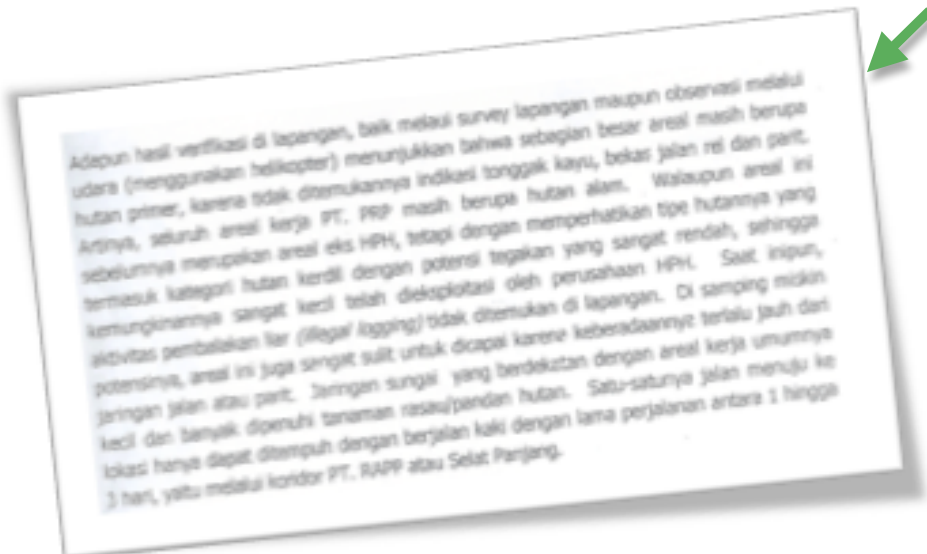 Adapun hasil verifikasi di lapangan, baik melaui survey lapangan maupun observasi melalui
udara (menggunakan helikopter) menunjukkan bahwa sebagian besar areal masih berupa
hutan primer, karena tidak ditemukannya indikasi tonggak kayu, bekas jalan rel dan parit.
Artinya, seluruh areal kerja PT. PRP masih berupa hutan alam. Walaupun areal ini
sebelumnya merupakan areal eks HPH, tetapi dengan memperhatikan tipe hutannya yang
termasuk kategori hutan kerdil dengan potensi tegakan yang sangat rendah, sehingga
kemungkinannya sangat kecil telah dieksploitasi oleh perusahaan HPH. Saat inipun,
aktivitas pembalakan liar (illegal logging) tidak ditemukan di lapangan. Di samping miskin
potensinya, areal ini juga sangat sulit untuk dicapai karena keberadaannya terlalu jauh dari
jaringan jalan atau parit. Jaringan sungai yang berdekatan dengan areal kerja umumnya
kecil dan banyak dipenuhi tanaman rasau/pandan hutan. Satu-satunya jalan menuju ke
lokasi hanya dapat ditempuh dengan berjalan kaki dengan lama perjalanan antara 1 hingga
hari, yaitu melalui koridor PT. RAPP atau Selat Panjang.